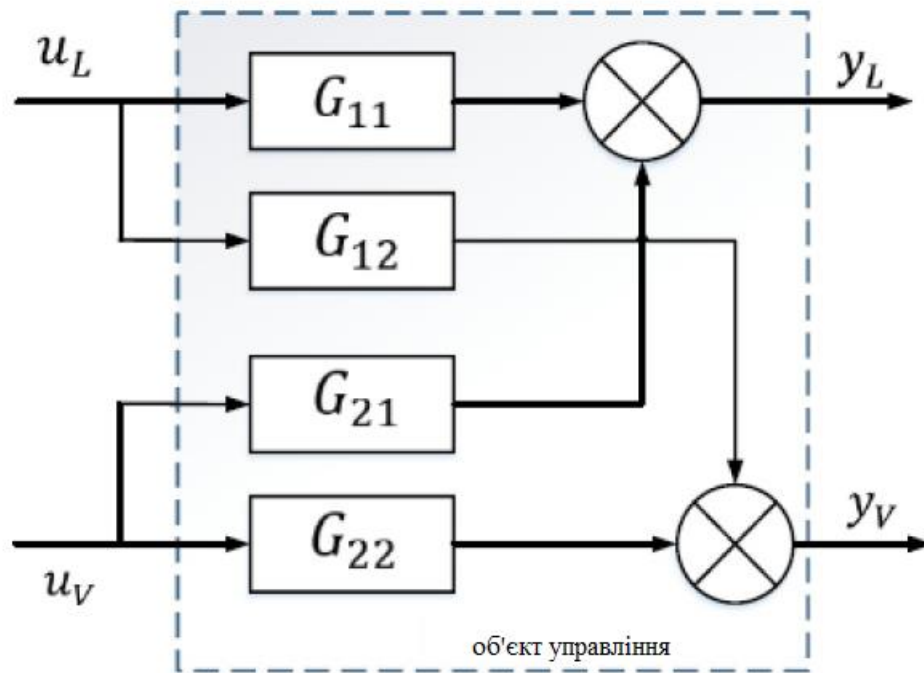 u_L
G_11
y_L
G_12
G_21
G_22
y_V
u_V
об'єкт управління